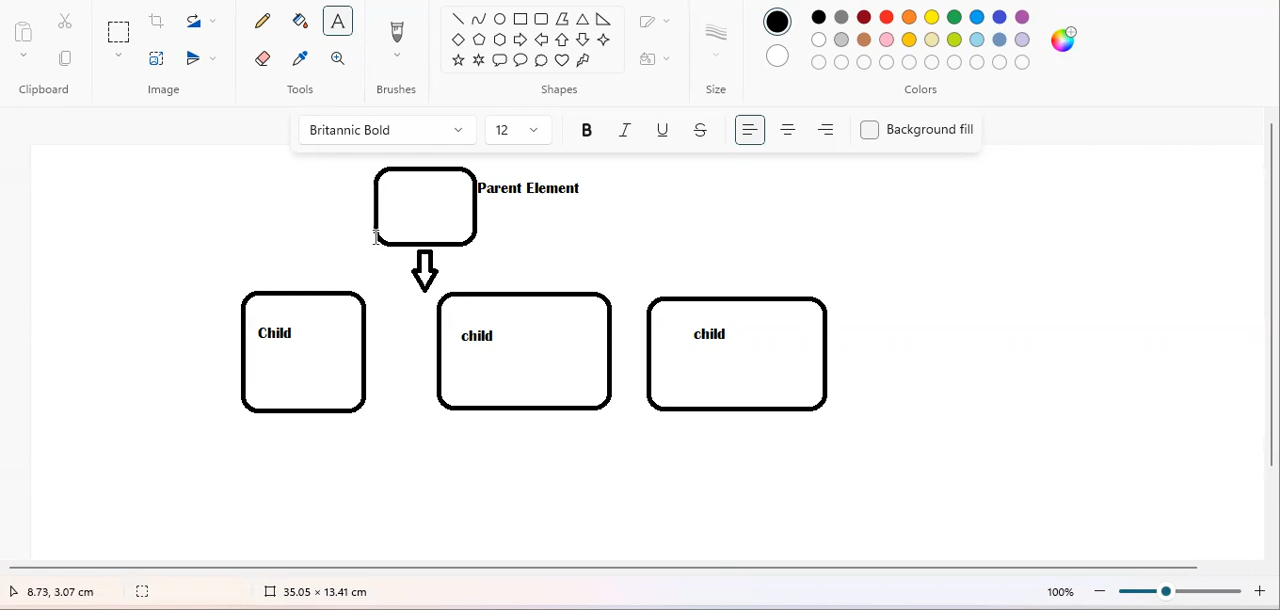 Clipboard
Image
Tools
Brushes
Shapes
Size
Colors
Britannic Bold
12
B
I
U
S
Background fill
Parent Element
Child
child
child
8.73, 3.07 cm
35.05 × 13.41 cm
100%